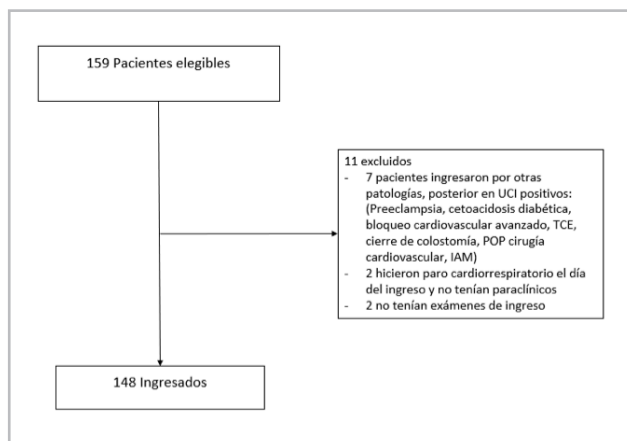 159 Pacientes elegibles
11 excluidos
- 7 pacientes ingresaron por otras
patologías, posterior en UCI positivos:
(Preeclampsia, cetoacidosis diabética,
bloqueo cardiovascular avanzado, TCE,
cierre de colostomía, POP cirugía
cardiovascular, IAM)
- 2 hicieron paro cardiorrespiratorio el día
del ingreso y no tenían paraclínicos
- 2 no tenían exámenes de ingreso
148 Ingresados